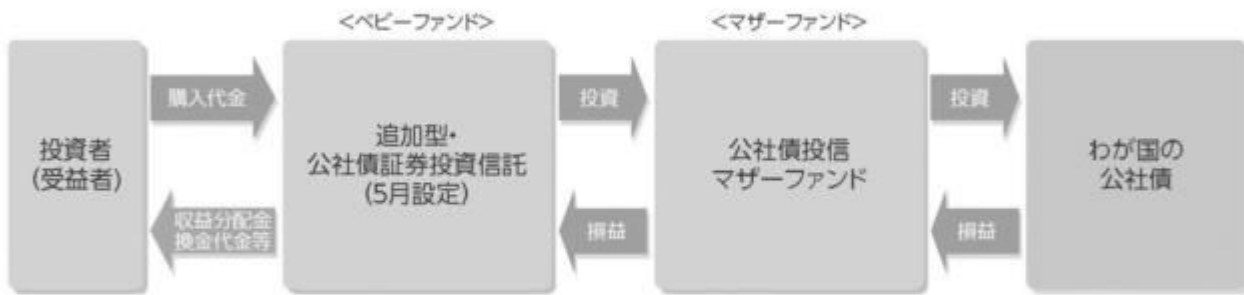 <ベビーファンド>
<マザーファンド>
投資者
(受益者)
購入代金
収益分配金
換金代金等
追加型・
公社債証券投資信託
(5月設定)
投資
損益
公社債投信
マザーファンド
投資
損益
わが国の
公社債